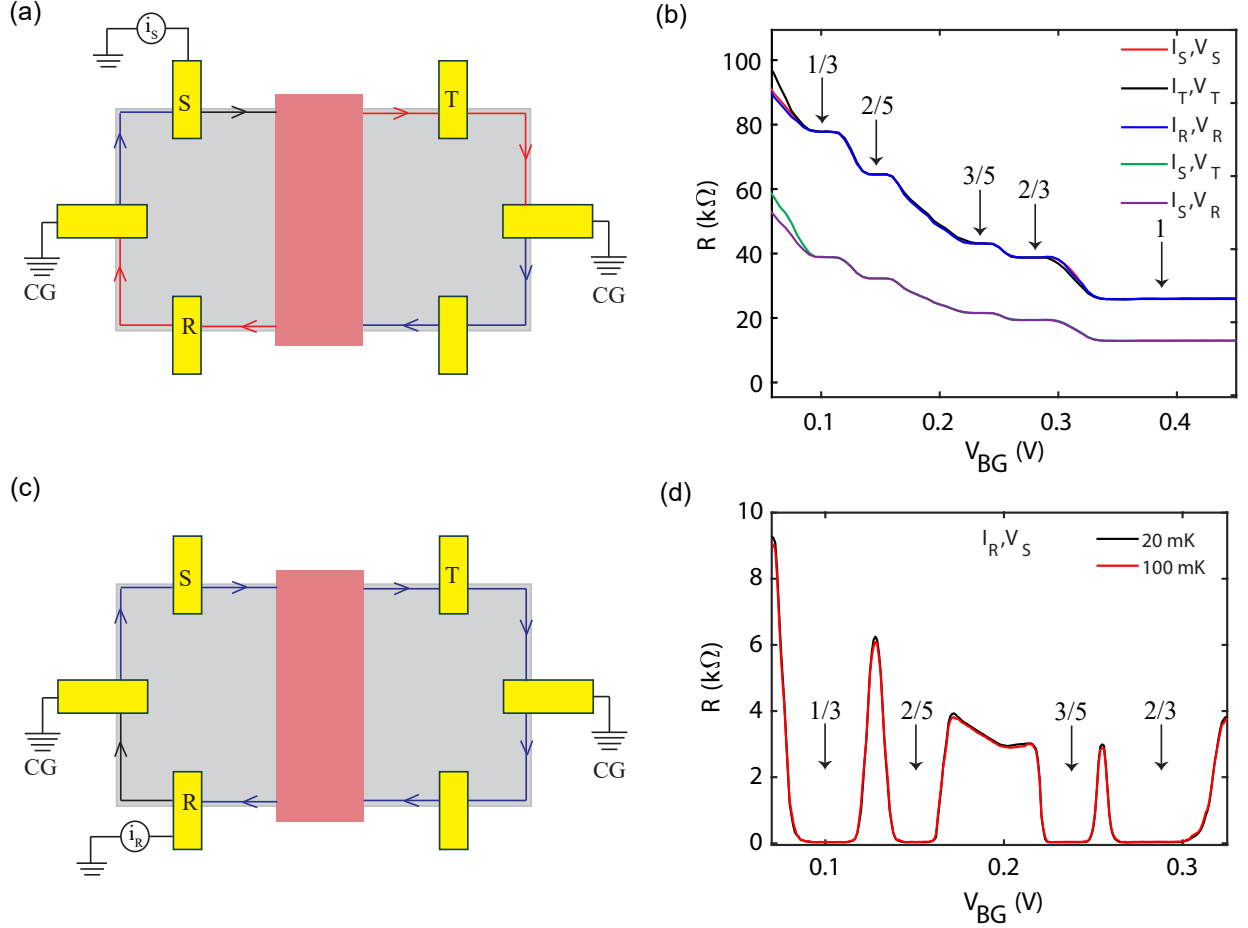 (a)
i_S
S
T
CG
CG
R
(b)
R (kΩ)
100
80
60
40
20
0
1/3
2/5
3/5
2/3
1
I_S,V_S
I_T,V_T
I_R,V_R
I_S,V_T
I_S,V_R
0.1
0.2
0.3
0.4
V_BG (V)
(c)
S
T
CG
CG
R
i_R
(d)
R (kΩ)
10
8
6
4
2
0
I_R,V_S
20 mK
100 mK
1/3
2/5
3/5
2/3
0.1
0.2
0.3
V_BG (V)